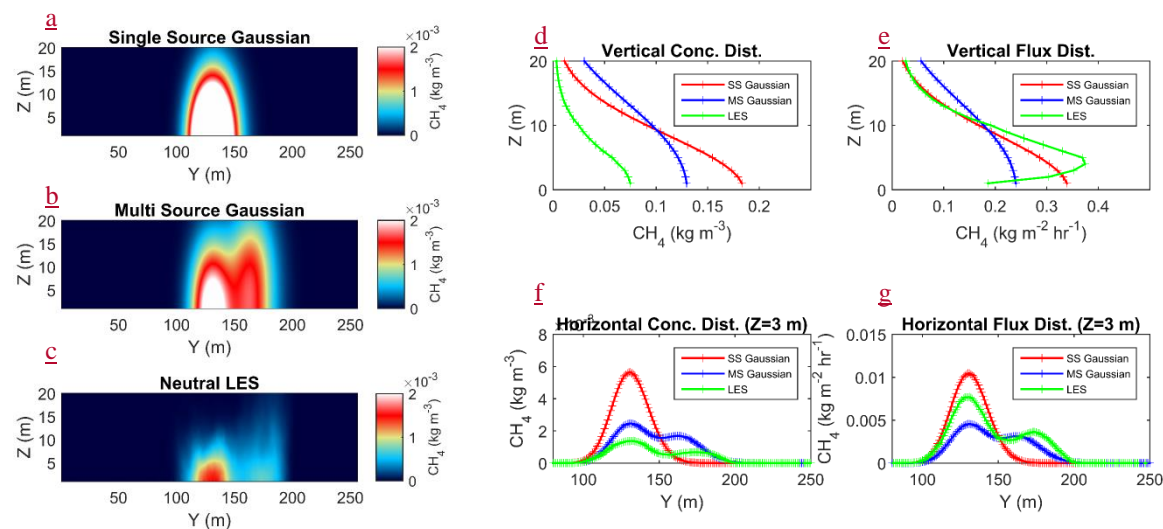 a
Single Source Gaussian
20
15
10
5
Z (m)
50 100 150 200 250
Y (m)
×10⁻³
2
1
0
CH₄ (kg m⁻³)
b
Multi Source Gaussian
20
15
10
5
Z (m)
50 100 150 200 250
Y (m)
×10⁻³
2
1
0
CH₄ (kg m⁻³)
c
Neutral LES
20
15
10
5
Z (m)
50 100 150 200 250
Y (m)
×10⁻³
2
1
0
CH₄ (kg m⁻³)
d
Vertical Conc. Dist.
20
10
0
Z (m)
SS Gaussian
MS Gaussian
LES
0 0.05 0.1 0.15 0.2
CH₄ (kg m⁻³)
e
Vertical Flux Dist.
20
10
0
Z (m)
SS Gaussian
MS Gaussian
LES
0 0.1 0.2 0.3 0.4
CH₄ (kg m⁻² hr⁻¹)
f
Horizontal Conc. Dist. (Z=3 m)
8
6
4
2
0
CH₄ (kg m⁻³)
SS Gaussian
MS Gaussian
LES
50 100 150 200 250
Y (m)
g
Horizontal Flux Dist. (Z=3 m)
0.015
0.01
0.005
0
CH₄ (kg m⁻² hr⁻¹)
SS Gaussian
MS Gaussian
LES
50 100 150 200 250
Y (m)